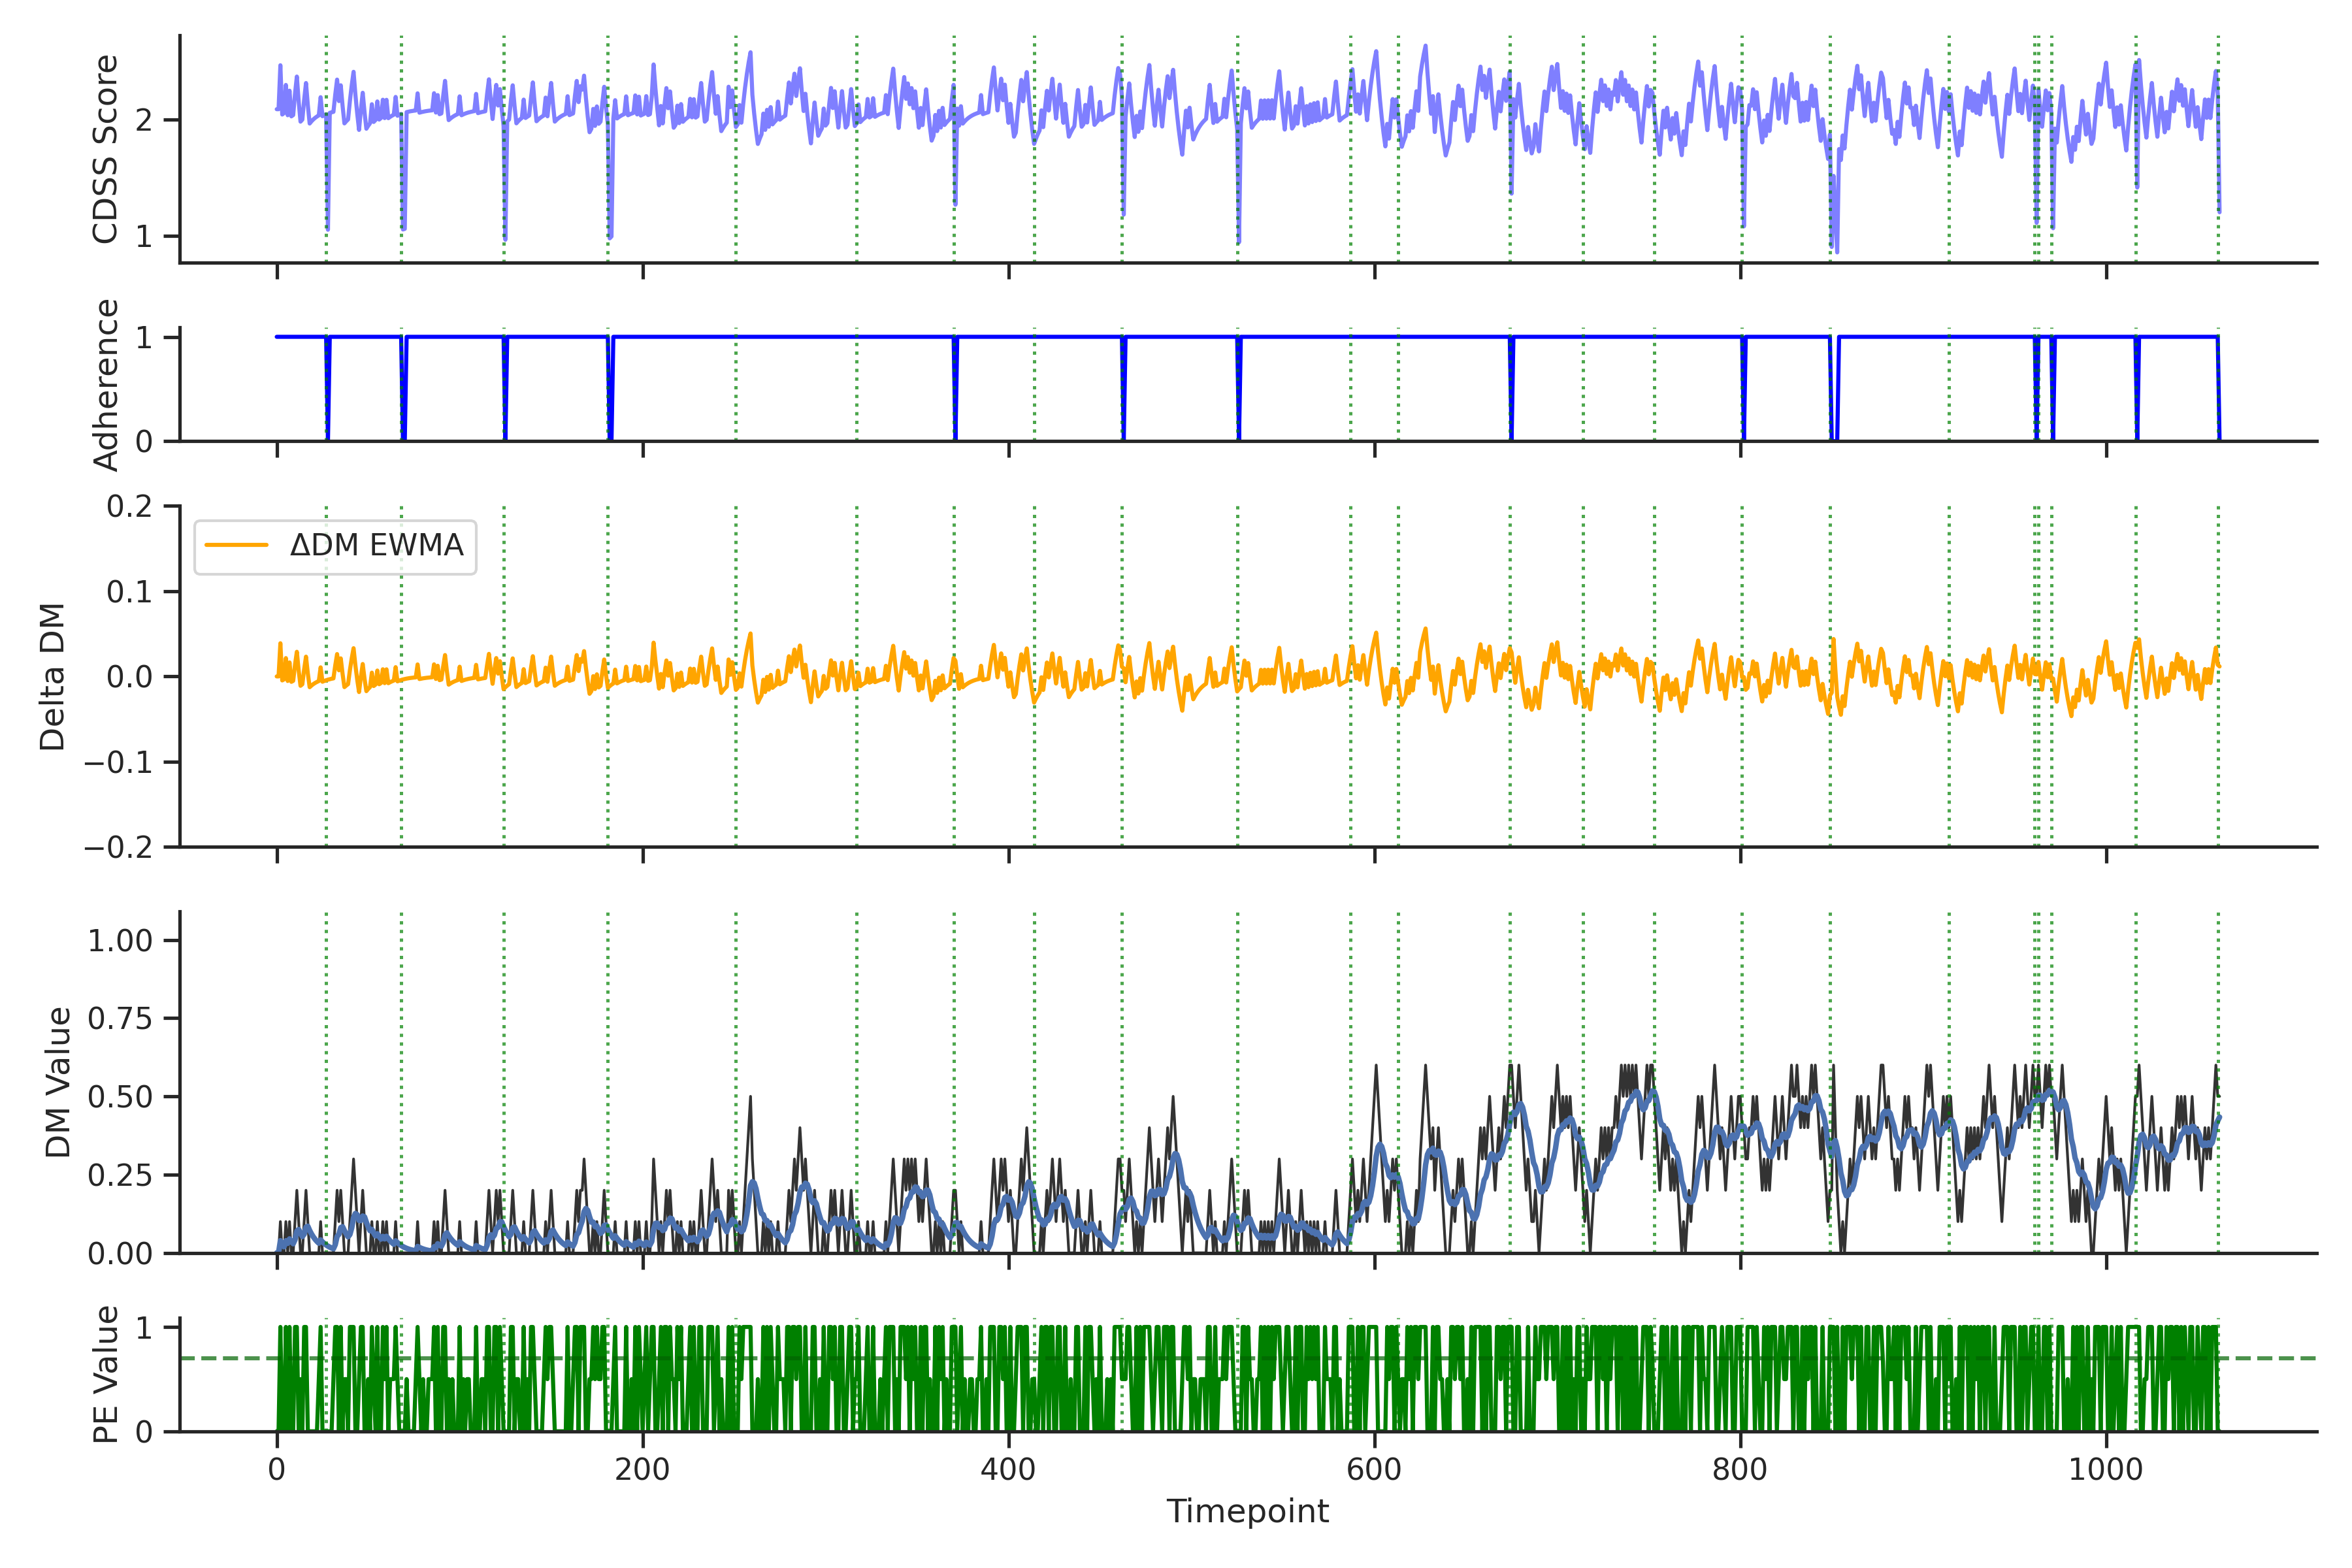 CDSS Score
2
1
Adherence
1
0
Delta DM
0.2
0.1
0.0
−0.1
−0.2
ΔDM EWMA
DM Value
1.00
0.75
0.50
0.25
0.00
PE Value
1
0
0 200 400 600 800 1000
Timepoint